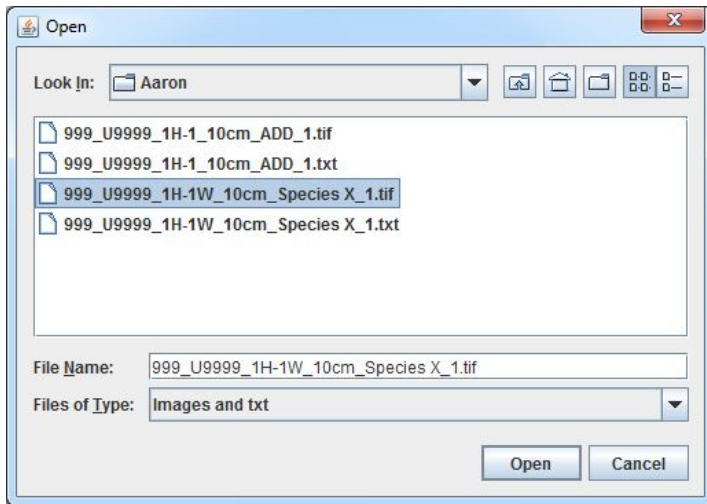 Open
Look In: Aaron
999_U9999_1H-1_10cm_ADD_1.tif
999_U9999_1H-1_10cm_ADD_1.txt
999_U9999_1H-1W_10cm_Species X_1.tif
999_U9999_1H-1W_10cm_Species X_1.txt
File Name: 999_U9999_1H-1W_10cm_Species X_1.tif
Files of Type: Images and txt
Open Cancel